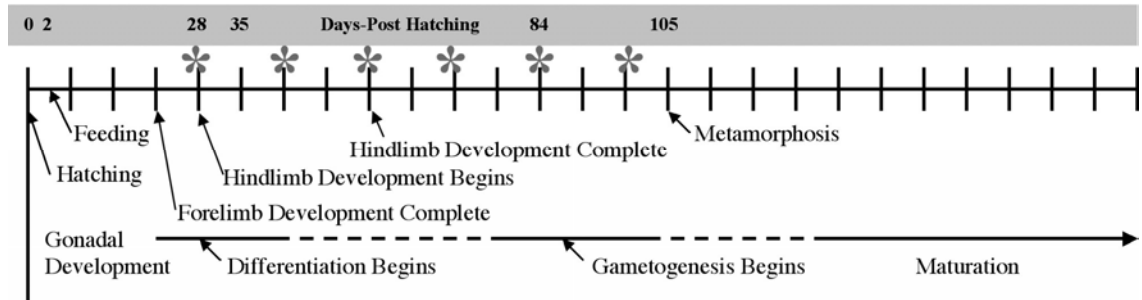 0 2 28 35 Days-Post Hatching 84 105
Feeding
Metamorphosis
Hindlimb Development Complete
Hatching
Hindlimb Development Begins
Forelimb Development Complete
Gonadal
Development
Differentiation Begins
Gametogenesis Begins
Maturation